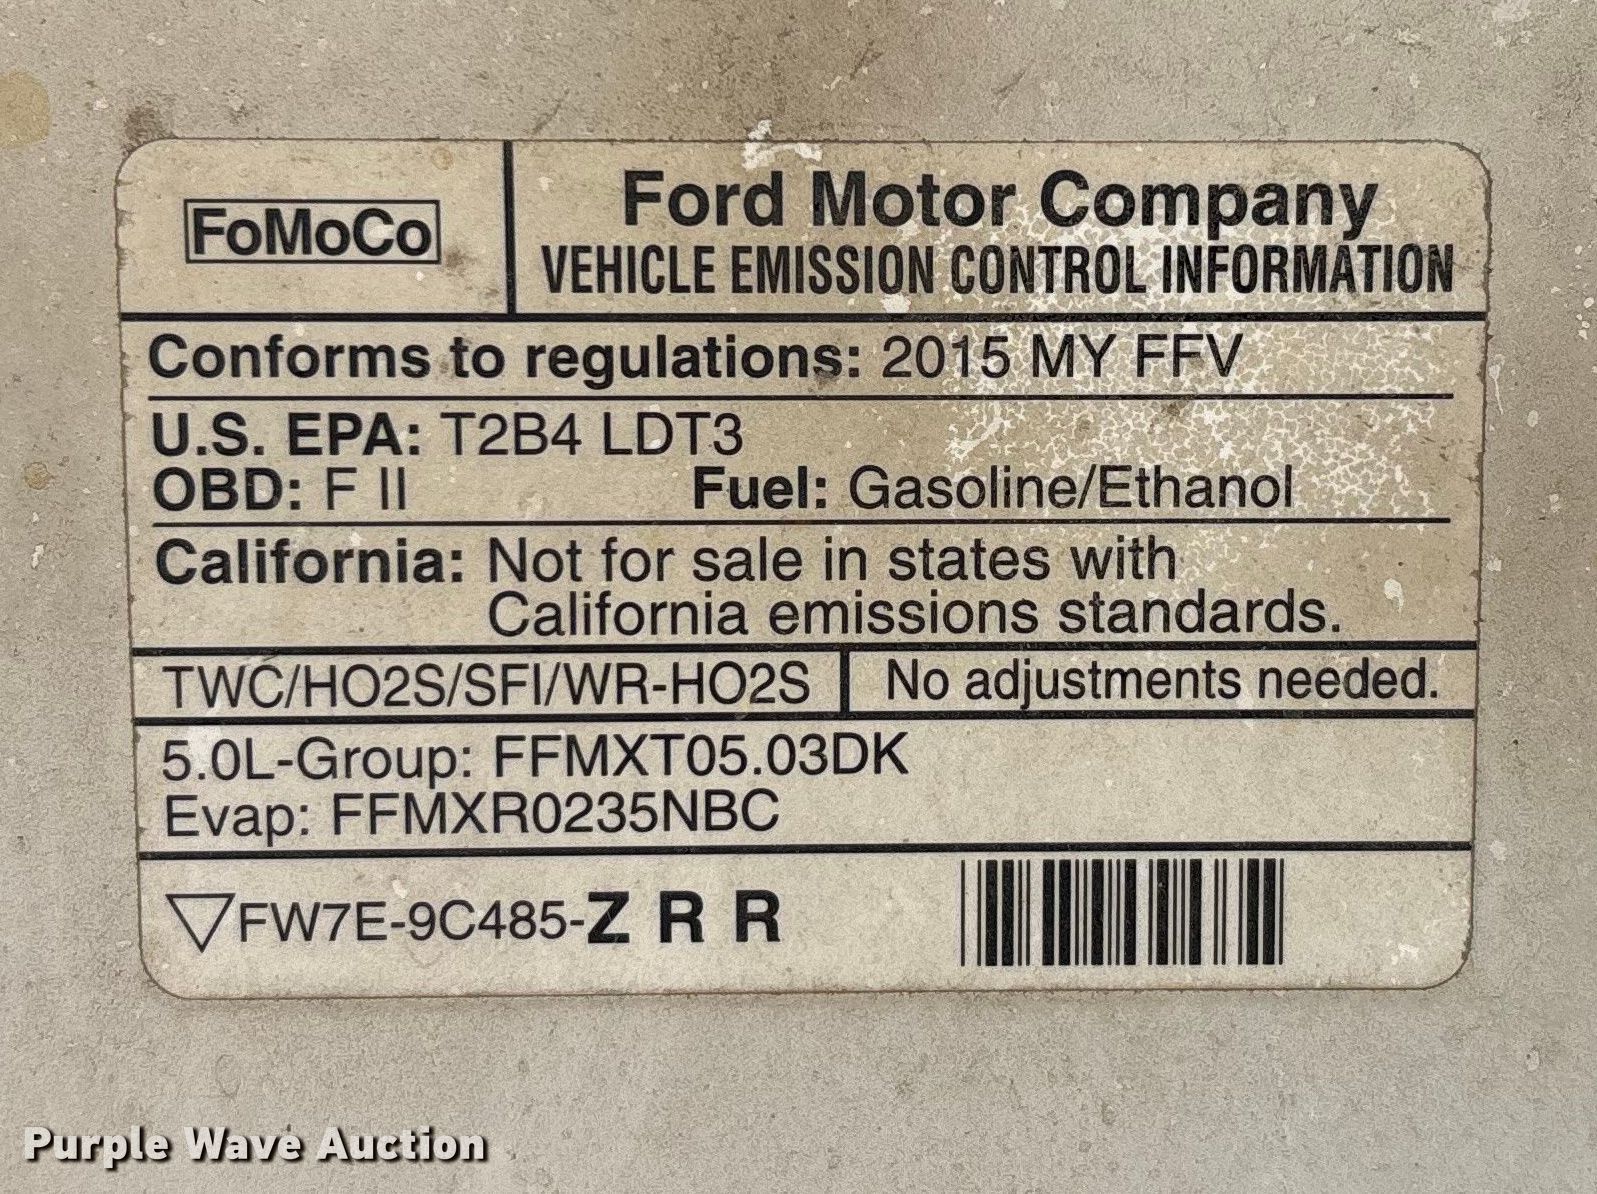 FoMoCo
Ford Motor Company
VEHICLE EMISSION CONTROL INFORMATION
Conforms to regulations: 2015 MY FFV
U.S. EPA: T2B4 LDT3
OBD: F II Fuel: Gasoline/Ethanol
California: Not for sale in states with
California emissions standards.
TWC/HO2S/SFI/WR-HO2S No adjustments needed.
5.0L-Group: FFMXT05.03DK
Evap: FFMXR0235NBC
▽FW7E-9C485-Z R R
Purple Wave Auction